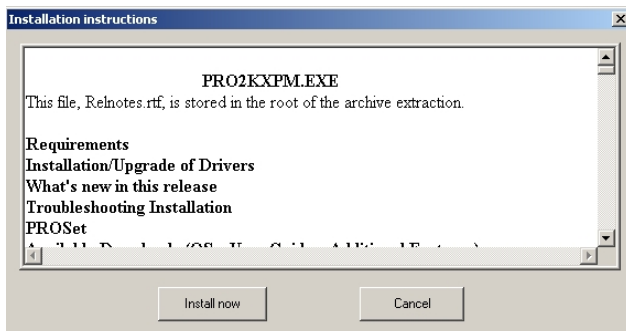 Installation instructions
PRO2KXPM.EXE
This file, Relnotes.rtf, is stored in the root of the archive extraction.
Requirements
Installation/Upgrade of Drivers
What's new in this release
Troubleshooting Installation
PROSet
Install now
Cancel